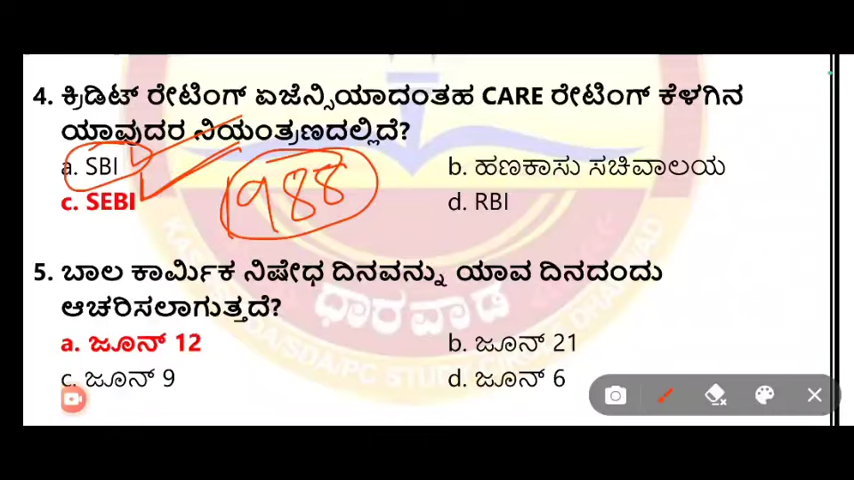 4. ಕ್ರಿಡಿಟ್ ರೇಟಿಂಗ್ ಏಜೆನ್ಸಿಯಾದಂತಹ CARE ರೇಟಿಂಗ್ ಕೆಳಗಿನ
ಯಾವುದರ ನಿಯಂತ್ರಣದಲ್ಲಿದೆ?
a. SBI b. ಹಣಕಾಸು ಸಚಿವಾಲಯ
c. SEBI d. RBI
1988
5. ಬಾಲ ಕಾರ್ಮಿಕ ನಿಷೇಧ ದಿನವನ್ನು ಯಾವ ದಿನದಂದು
ಆಚರಿಸಲಾಗುತ್ತದೆ?
ಧಾರವಾಡ
a. ಜೂನ್ 12 b. ಜೂನ್ 21
c. ಜೂನ್ 9 d. ಜೂನ್ 6